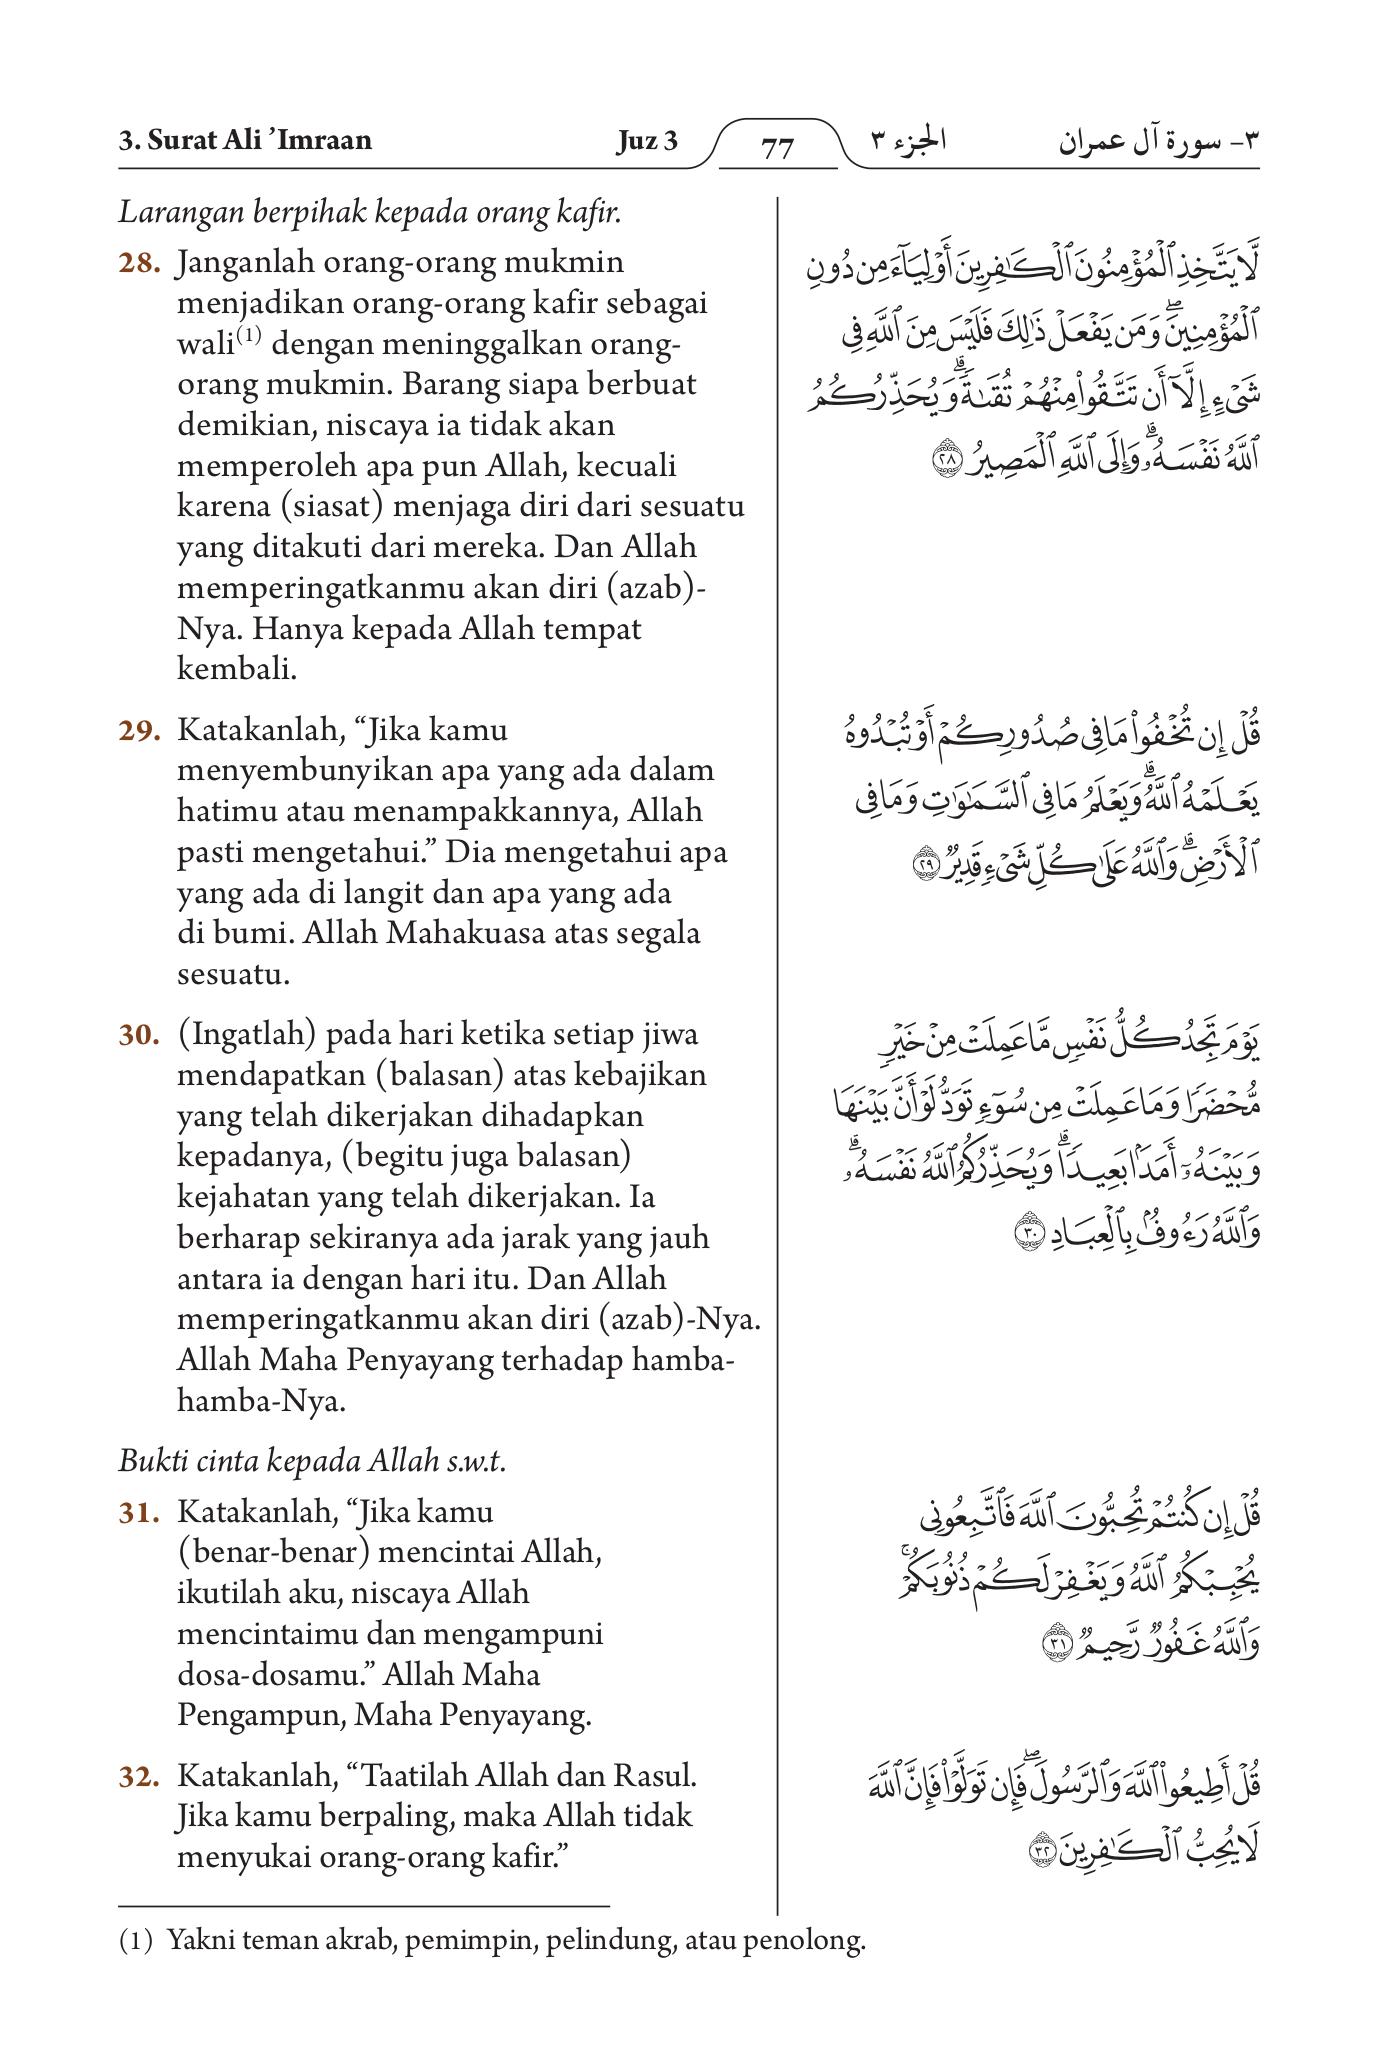 3. Surat Ali ’Imraan
Juz 3
77
الجزء ٣
٣- سورة آل عمران
Larangan berpihak kepada orang kafir.
28. Janganlah orang-orang mukmin
menjadikan orang-orang kafir sebagai
wali(1) dengan meninggalkan orang-
orang mukmin. Barang siapa berbuat
demikian, niscaya ia tidak akan
memperoleh apa pun Allah, kecuali
karena (siasat) menjaga diri dari sesuatu
yang ditakuti dari mereka. Dan Allah
memperingatkanmu akan diri (azab)-
Nya. Hanya kepada Allah tempat
kembali.
29. Katakanlah, “Jika kamu
menyembunyikan apa yang ada dalam
hatimu atau menampakkannya, Allah
pasti mengetahui.” Dia mengetahui apa
yang ada di langit dan apa yang ada
di bumi. Allah Mahakuasa atas segala
sesuatu.
30. (Ingatlah) pada hari ketika setiap jiwa
mendapatkan (balasan) atas kebajikan
yang telah dikerjakan dihadapkan
kepadanya, (begitu juga balasan)
kejahatan yang telah dikerjakan. Ia
berharap sekiranya ada jarak yang jauh
antara ia dengan hari itu. Dan Allah
memperingatkanmu akan diri (azab)-Nya.
Allah Maha Penyayang terhadap hamba-
hamba-Nya.
Bukti cinta kepada Allah s.w.t.
31. Katakanlah, “Jika kamu
(benar-benar) mencintai Allah,
ikutilah aku, niscaya Allah
mencintaimu dan mengampuni
dosa-dosamu.” Allah Maha
Pengampun, Maha Penyayang.
32. Katakanlah, “Taatilah Allah dan Rasul.
Jika kamu berpaling, maka Allah tidak
menyukai orang-orang kafir.”
لَّا يَتَّخِذِ ٱلْمُؤْمِنُونَ ٱلْكَٰفِرِينَ أَوْلِيَآءَ مِن دُونِ
ٱلْمُؤْمِنِينَۖ وَمَن يَفْعَلْ ذَٰلِكَ فَلَيْسَ مِنَ ٱللَّهِ فِى
شَىْءٍ إِلَّآ أَن تَتَّقُوا۟ مِنْهُمْ تُقَىٰةًۗ وَيُحَذِّرُكُمُ
ٱللَّهُ نَفْسَهُۥۗ وَإِلَى ٱللَّهِ ٱلْمَصِيرُ ٢٨
قُلْ إِن تُخْفُوا۟ مَا فِى صُدُورِكُمْ أَوْ تُبْدُوهُ
يَعْلَمْهُ ٱللَّهُۗ وَيَعْلَمُ مَا فِى ٱلسَّمَٰوَٰتِ وَمَا فِى
ٱلْأَرْضِۗ وَٱللَّهُ عَلَىٰ كُلِّ شَىْءٍ قَدِيرٌ ٢٩
يَوْمَ تَجِدُ كُلُّ نَفْسٍ مَّا عَمِلَتْ مِنْ خَيْرٍ
مُّحْضَرًا وَمَا عَمِلَتْ مِن سُوٓءٍ تَوَدُّ لَوْ أَنَّ بَيْنَهَا
وَبَيْنَهُۥٓ أَمَدًۢا بَعِيدًاۗ وَيُحَذِّرُكُمُ ٱللَّهُ نَفْسَهُۥۗ
وَٱللَّهُ رَءُوفٌۢ بِٱلْعِبَادِ ٣٠
قُلْ إِن كُنتُمْ تُحِبُّونَ ٱللَّهَ فَٱتَّبِعُونِى
يُحْبِبْكُمُ ٱللَّهُ وَيَغْفِرْ لَكُمْ ذُنُوبَكُمْۚ
وَٱللَّهُ غَفُورٌ رَّحِيمٌ ٣١
قُلْ أَطِيعُوا۟ ٱللَّهَ وَٱلرَّسُولَۖ فَإِن تَوَلَّوْا۟ فَإِنَّ ٱللَّهَ
لَا يُحِبُّ ٱلْكَٰفِرِينَ ٣٢
(1) Yakni teman akrab, pemimpin, pelindung, atau penolong.